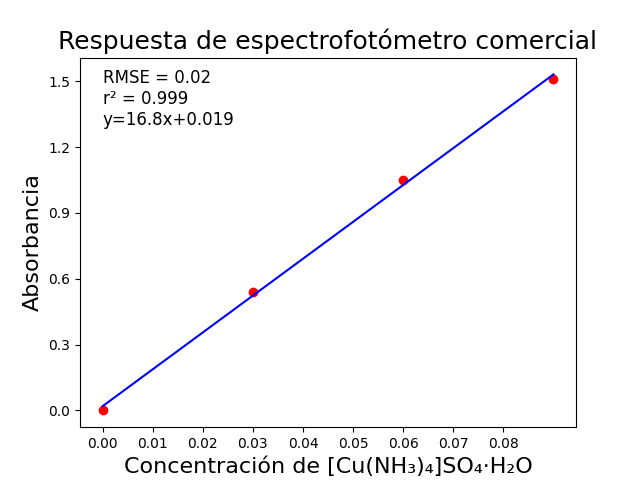 Respuesta de espectrofotómetro comercial
RMSE = 0.02
r² = 0.999
y=16.8x+0.019
Absorbancia
1.5
1.2
0.9
0.6
0.3
0.0
0.00 0.01 0.02 0.03 0.04 0.05 0.06 0.07 0.08
Concentración de [Cu(NH₃)₄]SO₄·H₂O